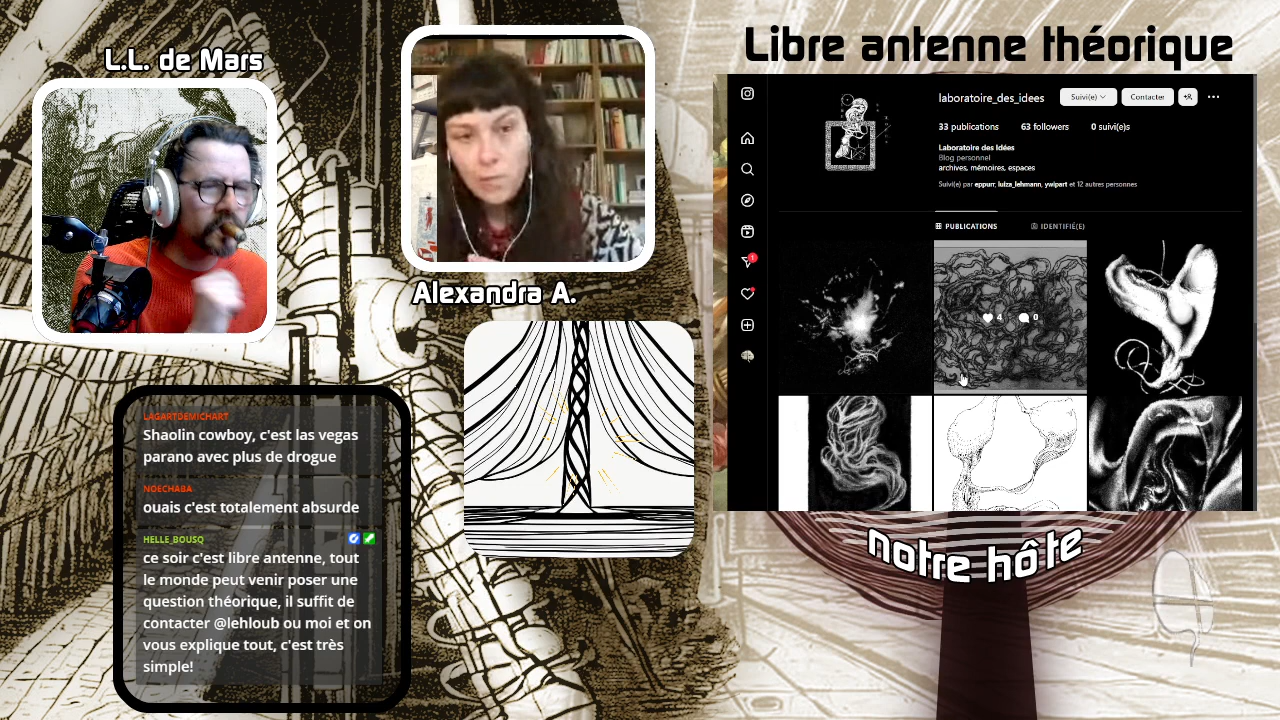 L.L. de Mars
Alexandra A.
Libre antenne théorique
laboratoire_des_idees
Suivi(e)
Contacter
33 publications 63 followers 0 suivi(e)s
Laboratoire des Idées
Blog personnel
archives, mémoires, espaces
Suivi(e) par eppurr, luiza_lehmann, ywipart et 12 autres personnes
PUBLICATIONS
IDENTIFIÉ(E)
1
4 0
LAGARTDEMICHART
Shaolin cowboy, c'est las vegas
parano avec plus de drogue
NOECHABA
ouais c'est totalement absurde
HELLE_BOUSQ
ce soir c'est libre antenne, tout
le monde peut venir poser une
question théorique, il suffit de
contacter @lehloub ou moi et on
vous explique tout, c'est très
simple!
notre hôte